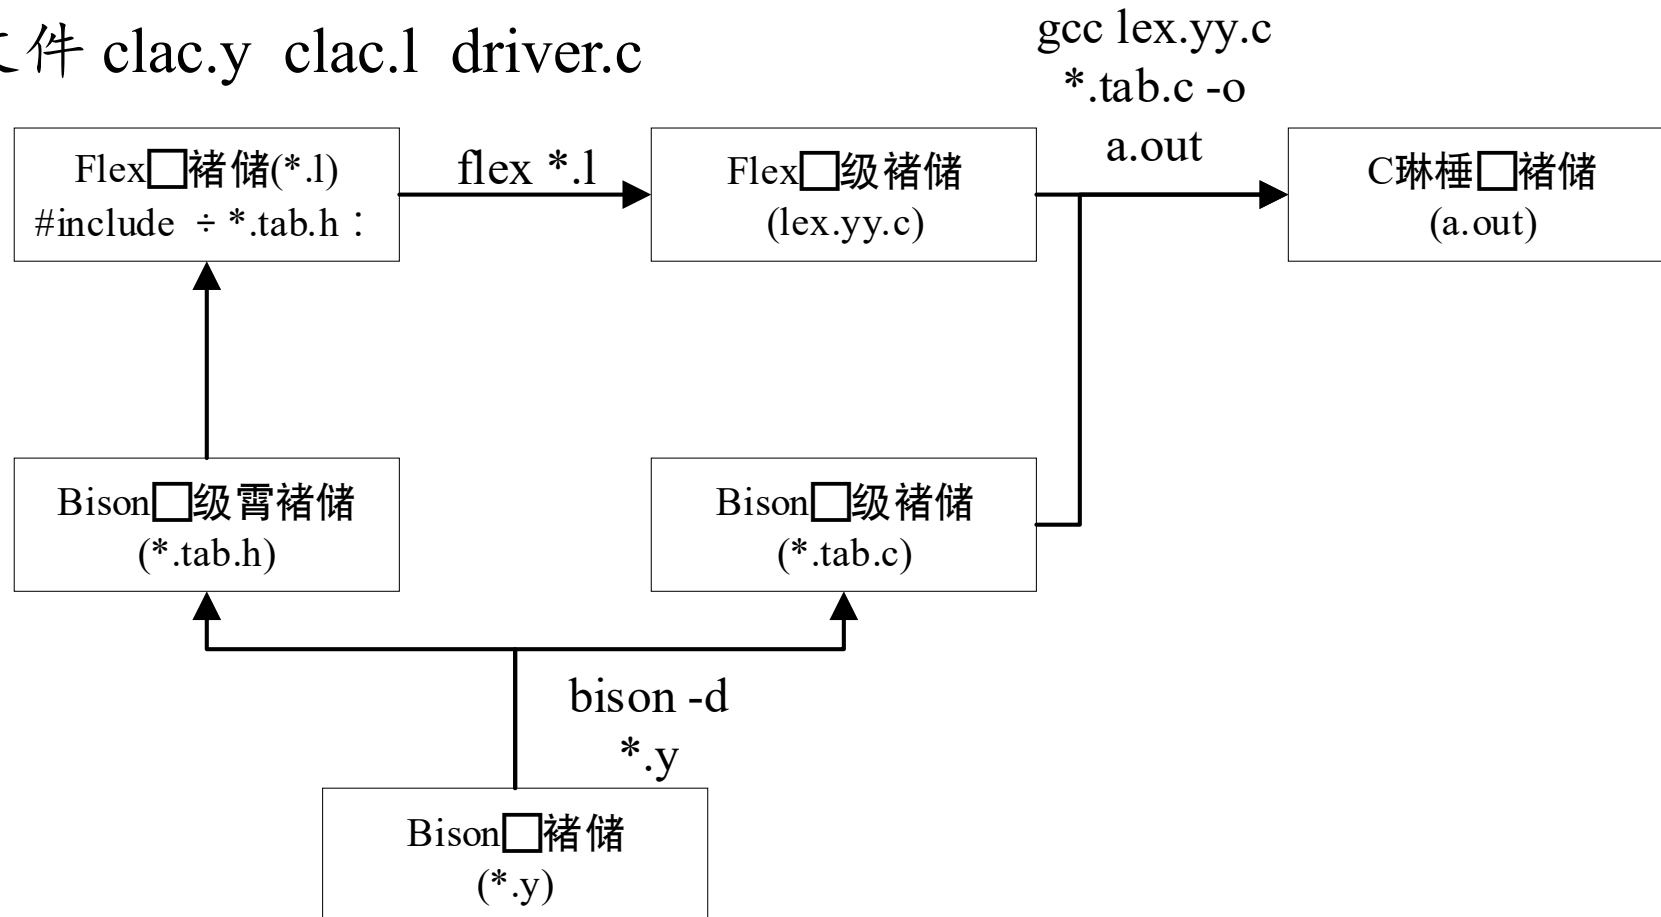 件 clac.y clac.l driver.c
gcc lex.yy.c
*.tab.c -o
a.out
Flex□褚储(*.l)
#include ÷ *.tab.h :
flex *.l
Flex□级褚储
(lex.yy.c)
C琳棰□褚储
(a.out)
Bison□级霄褚储
(*.tab.h)
Bison□级褚储
(*.tab.c)
bison -d
*.y
Bison□褚储
(*.y)